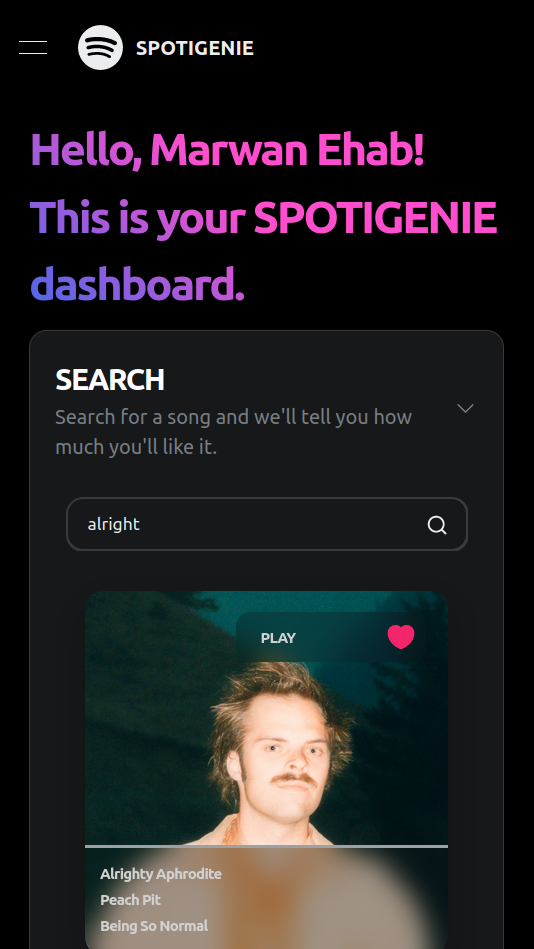 SPOTIGENIE
Hello, Marwan Ehab!
This is your SPOTIGENIE
dashboard.
SEARCH
Search for a song and we'll tell you how
much you'll like it.
alright
PLAY
Alrighty Aphrodite
Peach Pit
Being So Normal